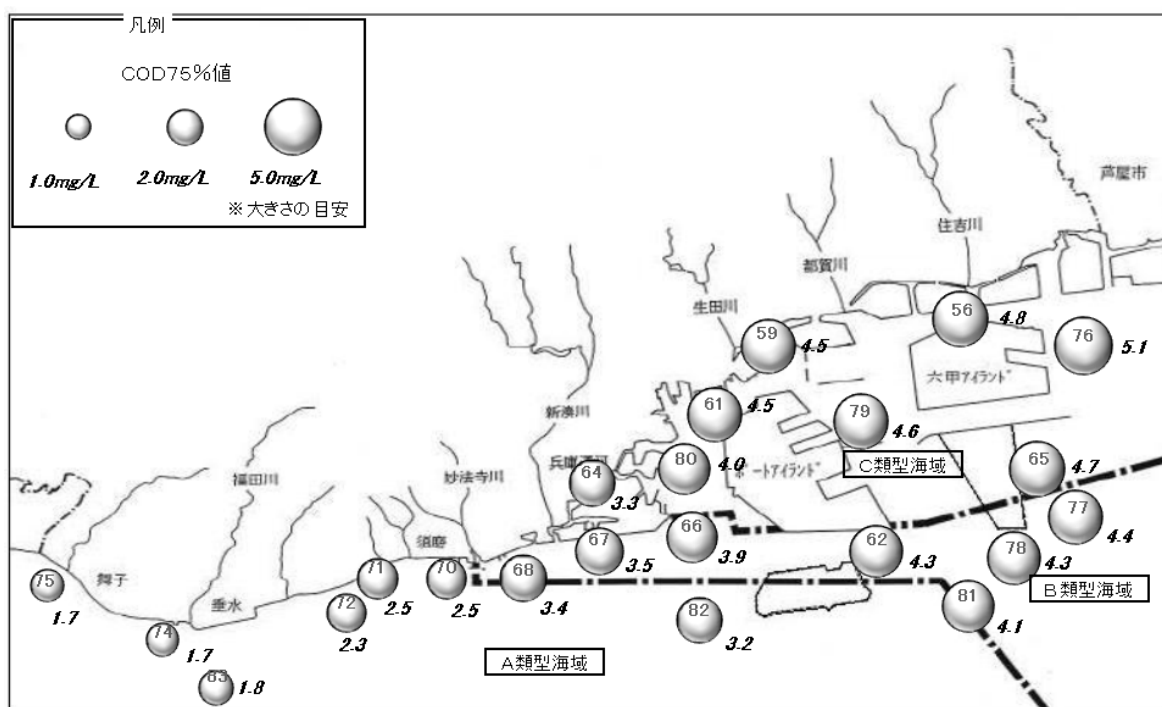 凡例
COD75%値
1.0mg/L 2.0mg/L 5.0mg/L
※大きさの目安
芦屋市
住吉川
都賀川
生田川
新湊川
兵庫運河
妙法寺川
福田川
須磨
舞子
垂水
六甲アイランド
ポートアイランド
C類型海域
B類型海域
A類型海域
56 4.8
59 4.5
76 5.1
61 4.5
79 4.6
80 4.0
64 3.3
65 4.7
77 4.4
66 3.9
67 3.5
62 4.3
78 4.3
68 3.4
70 2.5
71 2.5
72 2.3
75 1.7
74 1.7
83 1.8
82 3.2
81 4.1